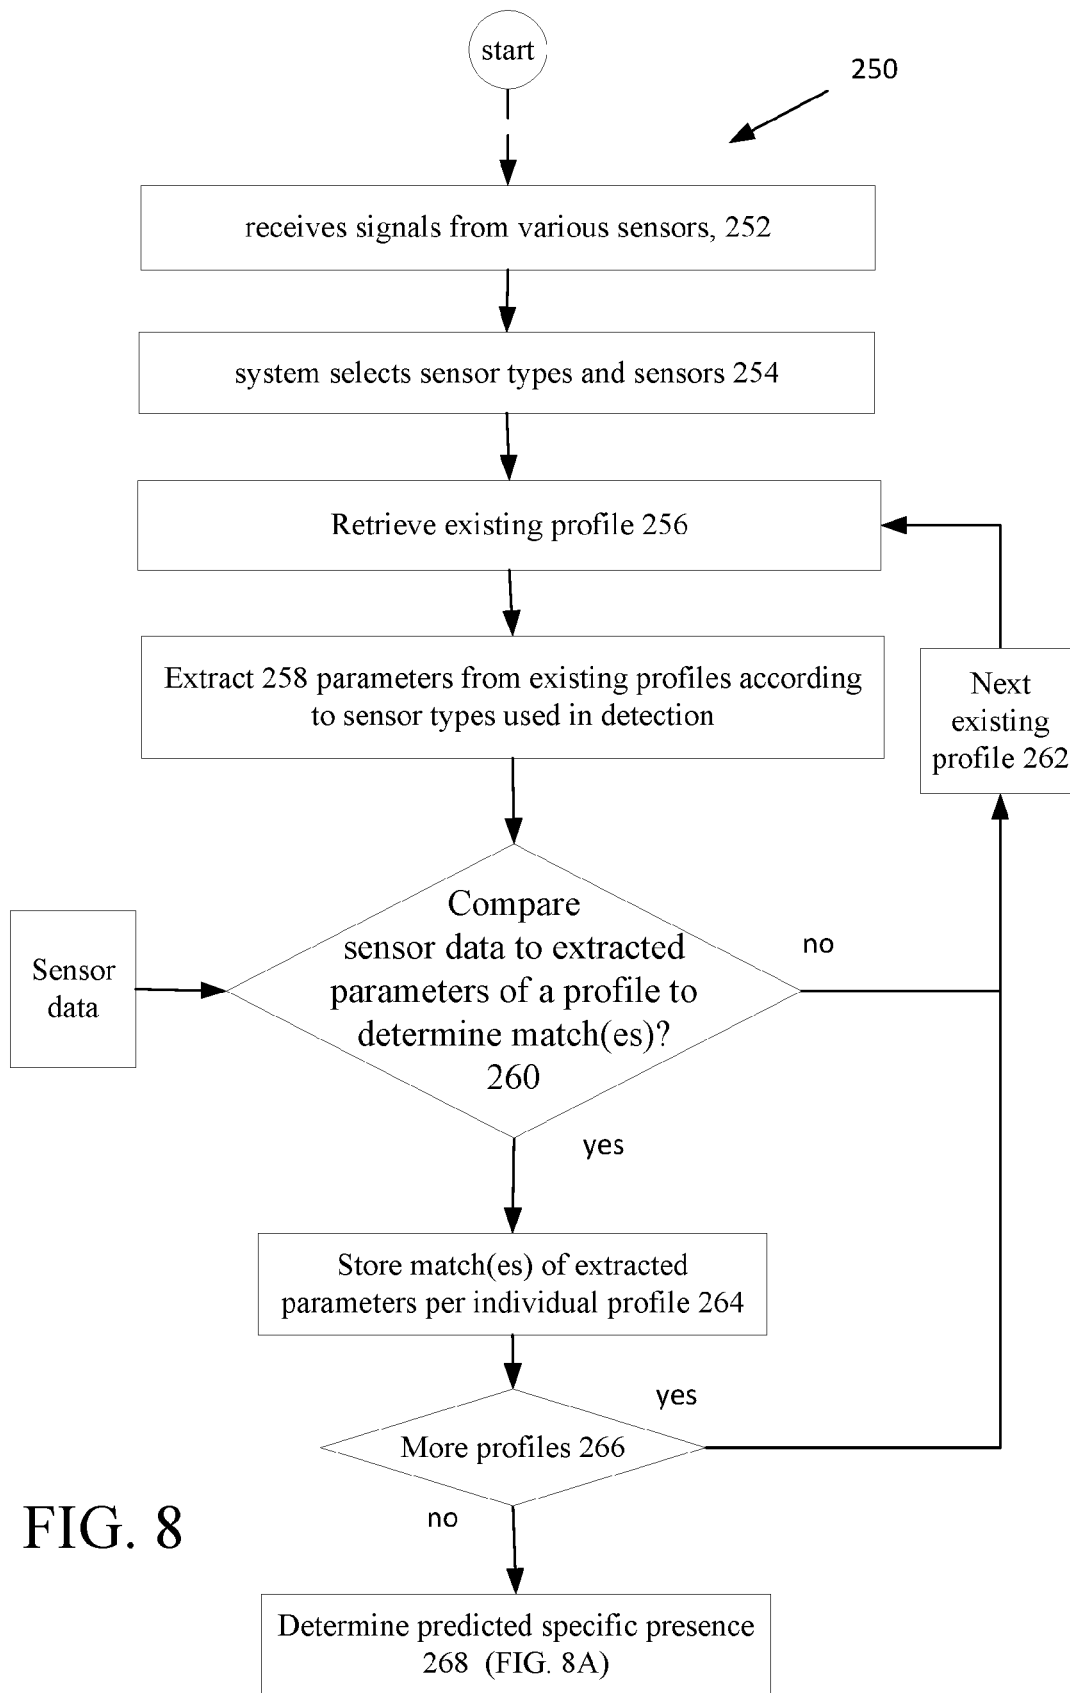 start
250
receives signals from various sensors, 252
system selects sensor types and sensors 254
Retrieve existing profile 256
Extract 258 parameters from existing profiles according
to sensor types used in detection
Next
existing
profile 262
Compare
sensor data to extracted
parameters of a profile to
determine match(es)?
260
Sensor
data
no
yes
Store match(es) of extracted
parameters per individual profile 264
More profiles 266
yes
no
FIG. 8
Determine predicted specific presence
268 (FIG. 8A)